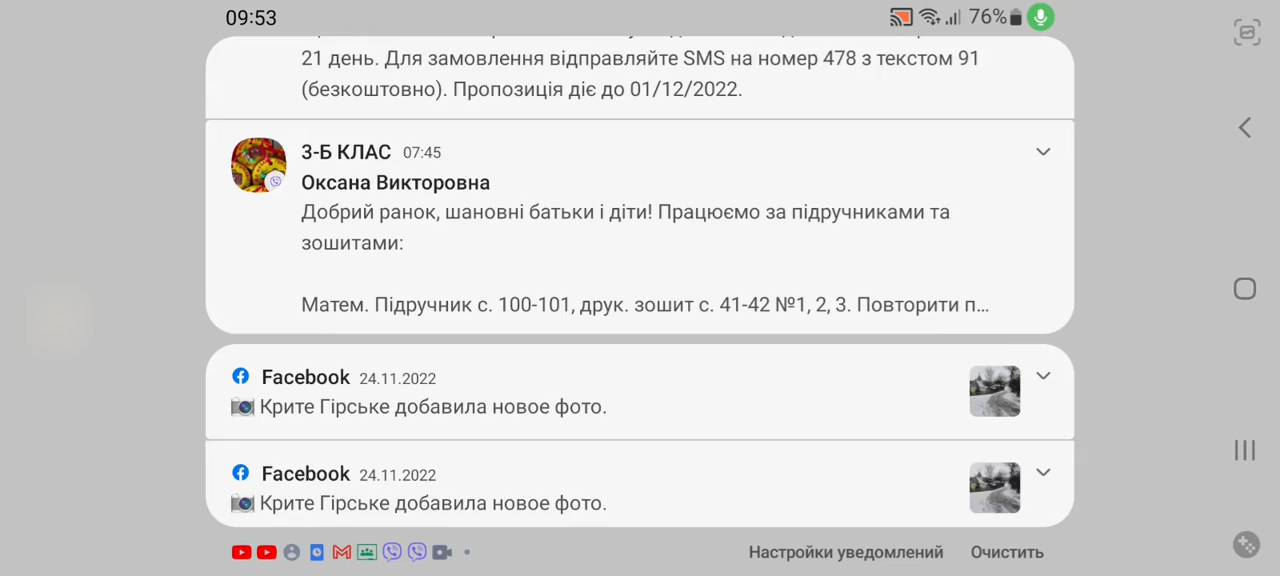 09:53
76%
21 день. Для замовлення відправляйте SMS на номер 478 з текстом 91
(безкоштовно). Пропозиція діє до 01/12/2022.
3-Б КЛАС 07:45
Оксана Викторовна
Добрий ранок, шановні батьки і діти! Працюємо за підручниками та
зошитами:
Матем. Підручник с. 100-101, друк. зошит с. 41-42 №1, 2, 3. Повторити п...
Facebook 24.11.2022
Крите Гірське добавила новое фото.
Facebook 24.11.2022
Крите Гірське добавила новое фото.
Настройки уведомлений Очистить